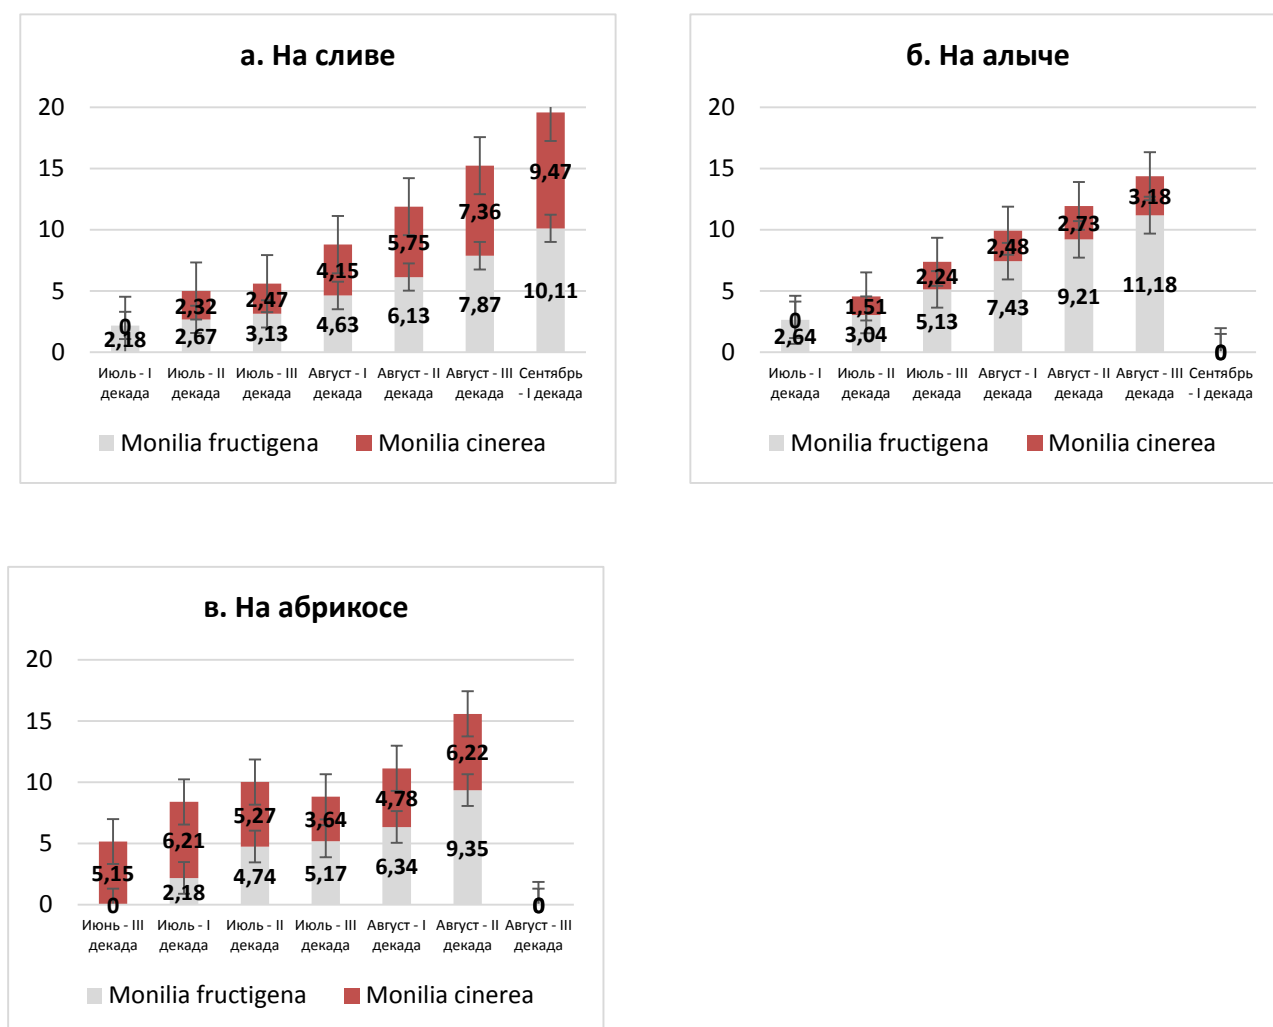 а. На сливе
20
15
10
5
0
0
2,18
2,32
2,67
2,47
3,13
4,15
4,63
5,75
6,13
7,36
7,87
9,47
10,11
Июль - I декада
Июль - II декада
Июль - III декада
Август - I декада
Август - II декада
Август - III декада
Сентябрь - I декада
Monilia fructigena
Monilia cinerea
б. На алыче
20
15
10
5
0
0
2,64
1,51
3,04
2,24
5,13
2,48
7,43
2,73
9,21
3,18
11,18
0
Июль - I декада
Июль - II декада
Июль - III декада
Август - I декада
Август - II декада
Август - III декада
Сентябрь - I декада
Monilia fructigena
Monilia cinerea
в. На абрикосе
20
15
10
5
0
5,15
0
6,21
2,18
5,27
4,74
3,64
5,17
4,78
6,34
6,22
9,35
0
Июнь - III декада
Июль - I декада
Июль - II декада
Июль - III декада
Август - I декада
Август - II декада
Август - III декада
Monilia fructigena
Monilia cinerea